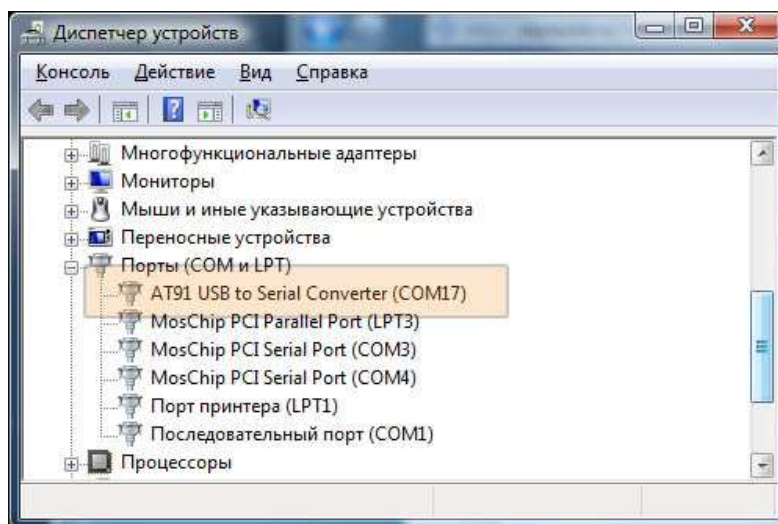 Диспетчер устройств
Консоль Действие Вид Справка
Многофункциональные адаптеры
Мониторы
Мыши и иные указывающие устройства
Переносные устройства
Порты (COM и LPT)
AT91 USB to Serial Converter (COM17)
MosChip PCI Parallel Port (LPT3)
MosChip PCI Serial Port (COM3)
MosChip PCI Serial Port (COM4)
Порт принтера (LPT1)
Последовательный порт (COM1)
Процессоры